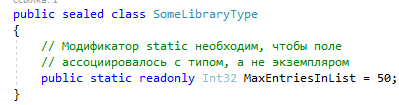 ссылка: 1
public sealed class SomeLibraryType
{
// Модификатор static необходим, чтобы поле
// ассоциировалось с типом, а не экземпляром
public static readonly Int32 MaxEntriesInList = 50;
}